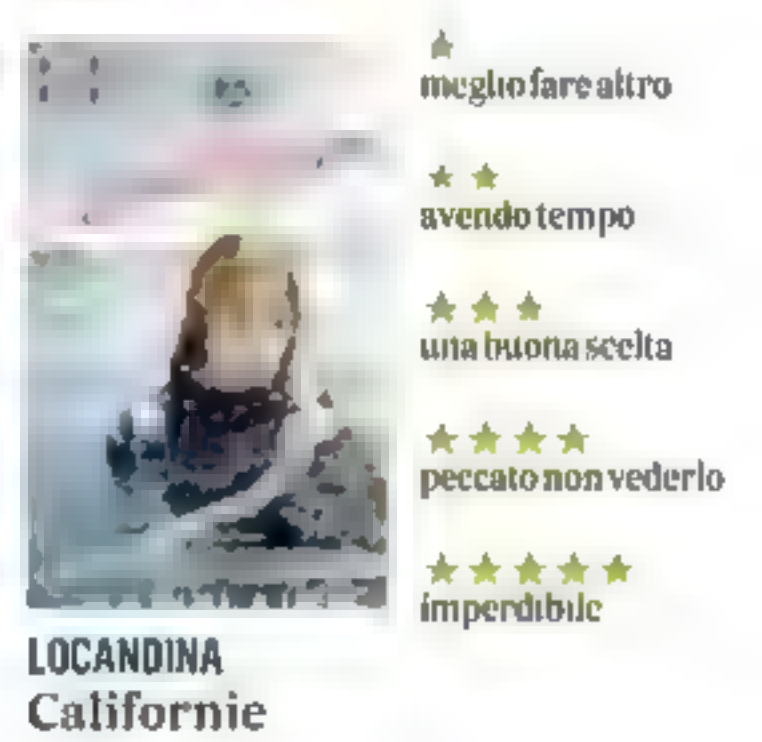 meglio fare altro
avendo tempo
una buona scelta
peccato non vederlo
imperdibile
LOCANDINA
Californie